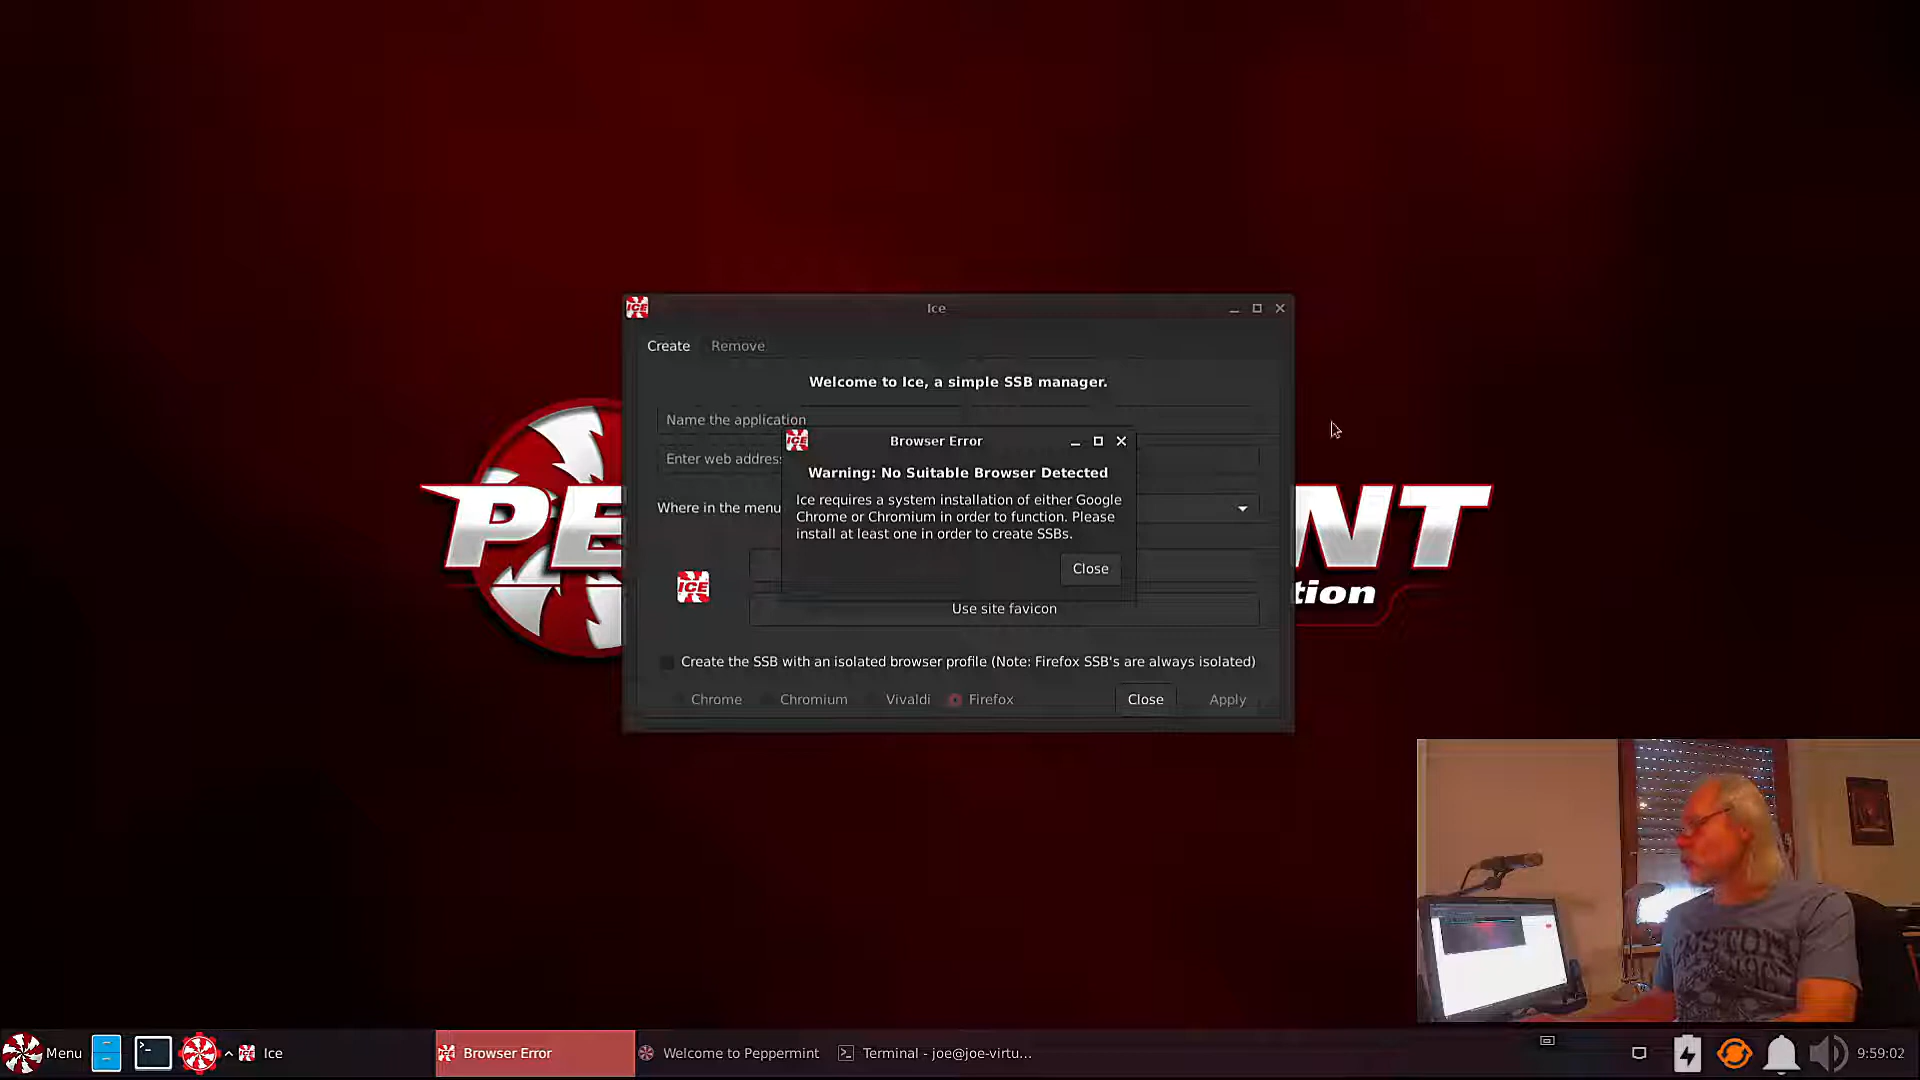 ICE
Ice
Create
Remove
Welcome to Ice, a simple SSB manager.
Name the application
Enter web addres
ICE
Browser Error
Warning: No Suitable Browser Detected
Ice requires a system installation of either Google
Chrome or Chromium in order to function. Please
install at least one in order to create SSBs.
Close
Where in the menu
PE
NT
tion
ICE
Use site favicon
Create the SSB with an isolated browser profile (Note: Firefox SSB's are always isolated)
Chrome
Chromium
Vivaldi
Firefox
Close
Apply
Menu
Ice
Browser Error
Welcome to Peppermint
Terminal - joe@joe-virtu...
9:59:02